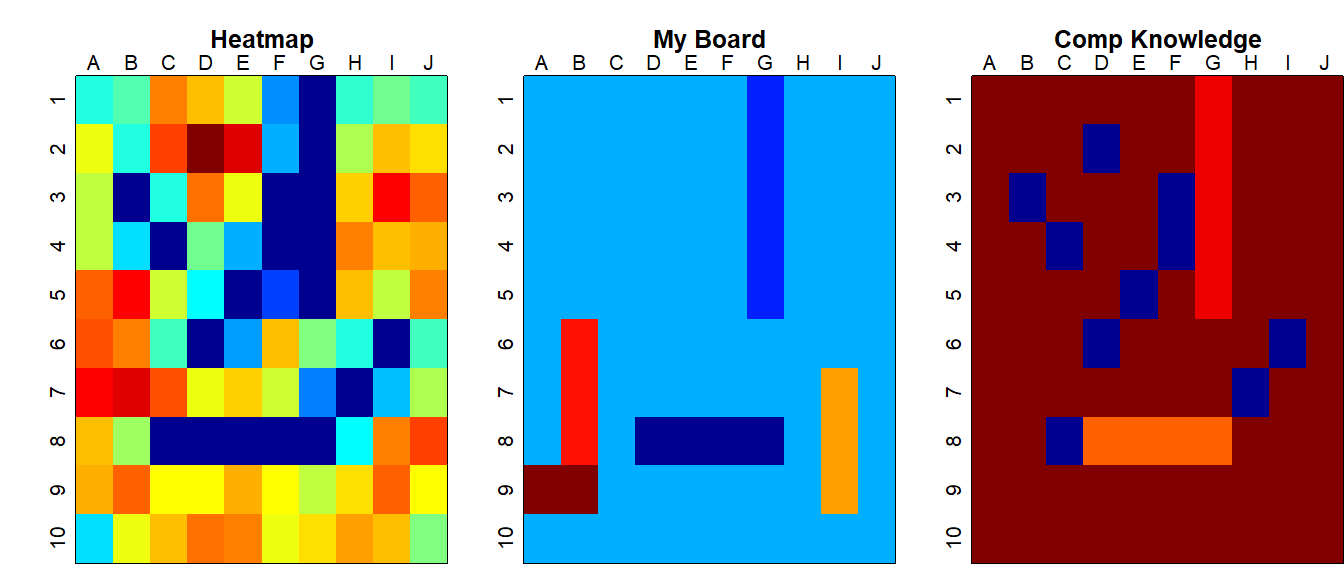 Heatmap My Board Comp Knowledge
A B C D E F G H I J A B C D E F G H I J A B C D E F G H I J
1 1 1
2 2 2
3 3 3
4 4 4
5 5 5
6 6 6
7 7 7
8 8 8
9 9 9
10 10 10